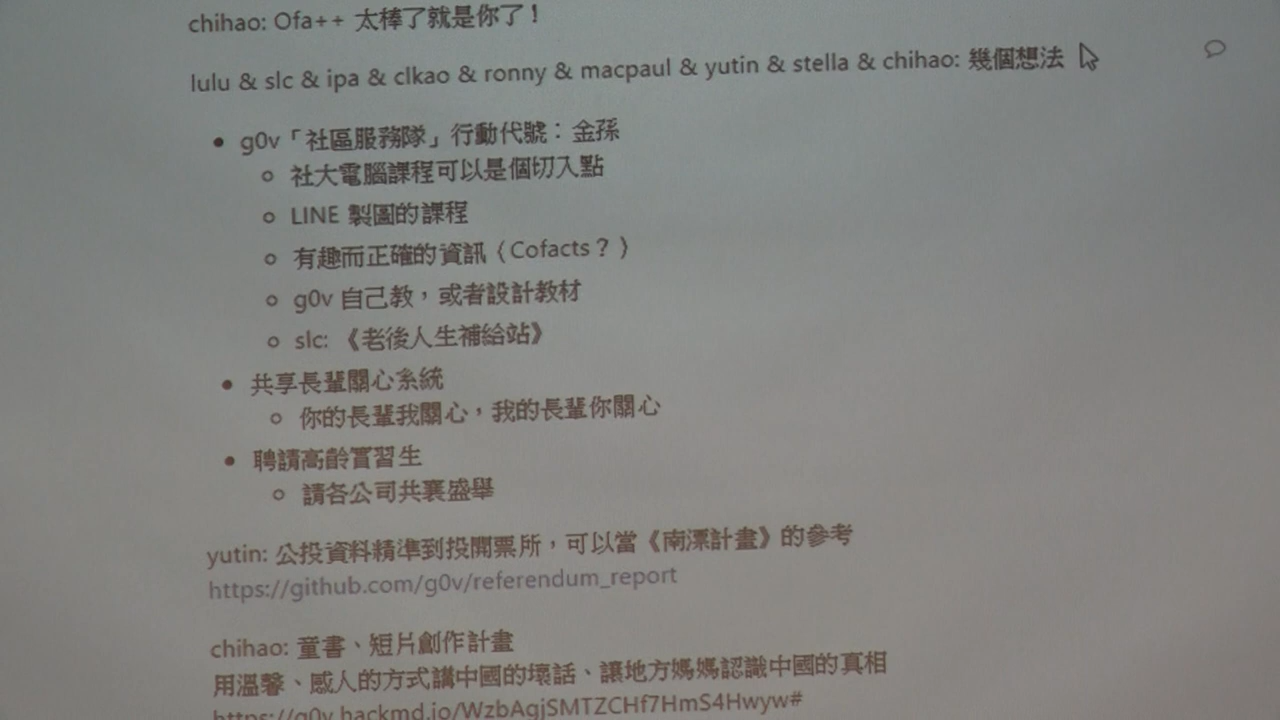 chihao: Ofa++ 太棒了就是你了！
lulu & slc & ipa & clkao & ronny & macpaul & yutin & stella & chihao: 幾個想法
• g0v「社區服務隊」行動代號：金孫
◦ 社大電腦課程可以是個切入點
◦ LINE 製圖的課程
◦ 有趣而正確的資訊（Cofacts？）
◦ g0v 自己教，或者設計教材
◦ slc: 《老後人生補給站》
• 共享長輩關心系統
◦ 你的長輩我關心，我的長輩你關心
• 聘請高齡實習生
◦ 請各公司共襄盛舉
yutin: 公投資料精準到投開票所，可以當《南漂計畫》的參考
https://github.com/g0v/referendum_report
chihao: 童書、短片創作計畫
用溫馨、感人的方式講中國的壞話、讓地方媽媽認識中國的真相
https://g0v.hackmd.io/WzbAgjSMTZCHf7HmS4Hwyw#